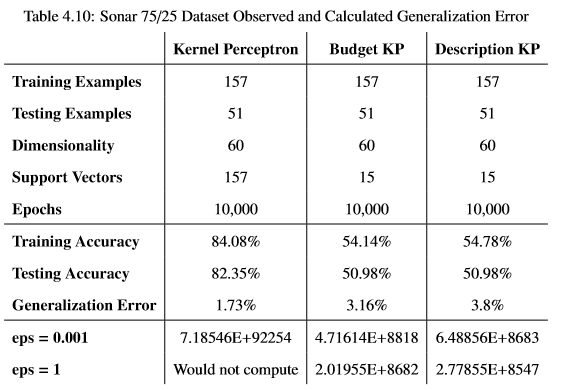 Table 4.10: Sonar 75/25 Dataset Observed and Calculated Generalization Error
Kernel Perceptron Budget KP Description KP
Training Examples 157 157 157
Testing Examples 51 51 51
Dimensionality 60 60 60
Support Vectors 157 15 15
Epochs 10,000 10,000 10,000
Training Accuracy 84.08% 54.14% 54.78%
Testing Accuracy 82.35% 50.98% 50.98%
Generalization Error 1.73% 3.16% 3.8%
eps = 0.001 7.18546E+92254 4.71614E+8818 6.48856E+8683
eps = 1 Would not compute 2.01955E+8682 2.77855E+8547